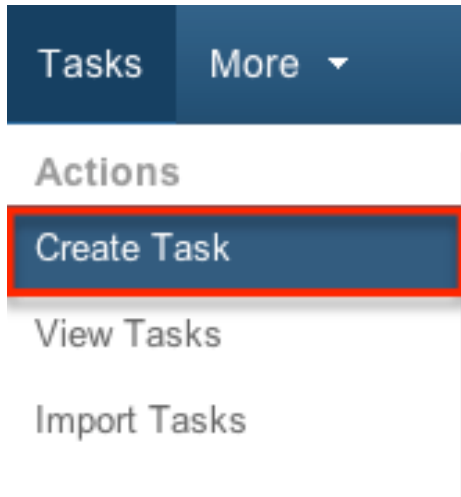 Tasks More
Actions
Create Task
View Tasks
Import Tasks